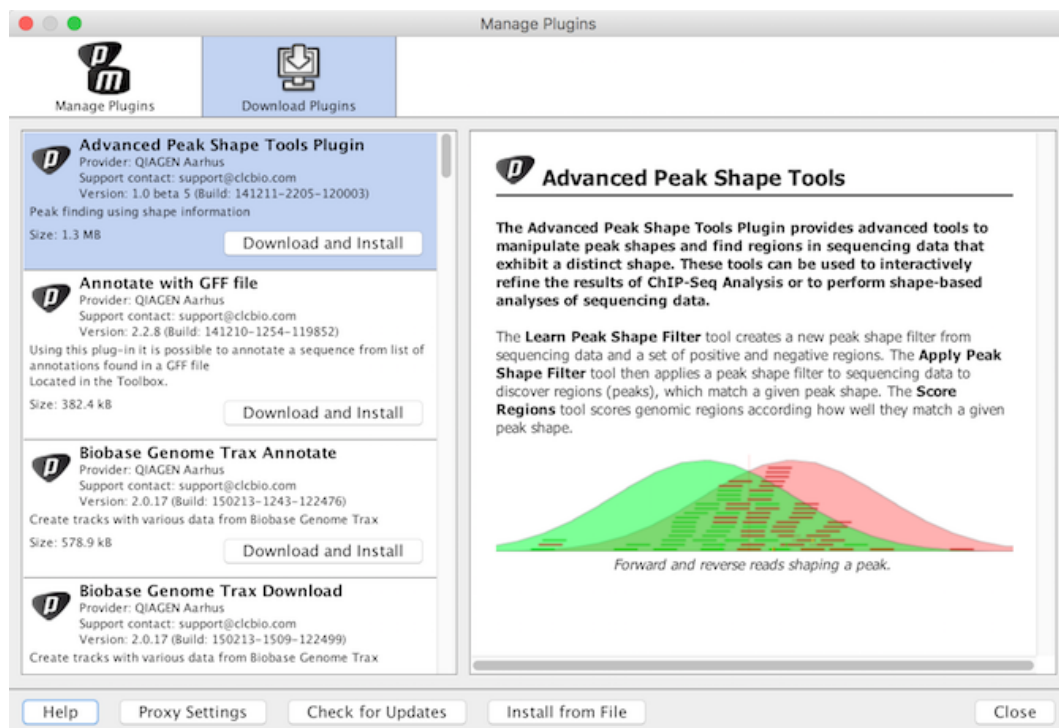 Manage Plugins
Manage Plugins
Download Plugins
Advanced Peak Shape Tools Plugin
Provider: QIAGEN Aarhus
Support contact: support@clcbio.com
Version: 1.0 beta 5 (Build: 141211-2205-120003)
Peak finding using shape information
Size: 1.3 MB
Download and Install
Annotate with GFF file
Provider: QIAGEN Aarhus
Support contact: support@clcbio.com
Version: 2.2.8 (Build: 141210-1254-119852)
Using this plug-in it is possible to annotate a sequence from list of
annotations found in a GFF file
Located in the Toolbox.
Size: 382.4 kB
Download and Install
Biobase Genome Trax Annotate
Provider: QIAGEN Aarhus
Support contact: support@clcbio.com
Version: 2.0.17 (Build: 150213-1243-122476)
Create tracks with various data from Biobase Genome Trax
Size: 578.9 kB
Download and Install
Biobase Genome Trax Download
Provider: QIAGEN Aarhus
Support contact: support@clcbio.com
Version: 2.0.17 (Build: 150213-1509-122499)
Create tracks with various data from Biobase Genome Trax
Advanced Peak Shape Tools
The Advanced Peak Shape Tools Plugin provides advanced tools to
manipulate peak shapes and find regions in sequencing data that
exhibit a distinct shape. These tools can be used to interactively
refine the results of ChIP-Seq Analysis or to perform shape-based
analyses of sequencing data.
The Learn Peak Shape Filter tool creates a new peak shape filter from
sequencing data and a set of positive and negative regions. The Apply Peak
Shape Filter tool then applies a peak shape filter to sequencing data to
discover regions (peaks), which match a given peak shape. The Score
Regions tool scores genomic regions according how well they match a given
peak shape.
Forward and reverse reads shaping a peak.
Help
Proxy Settings
Check for Updates
Install from File
Close